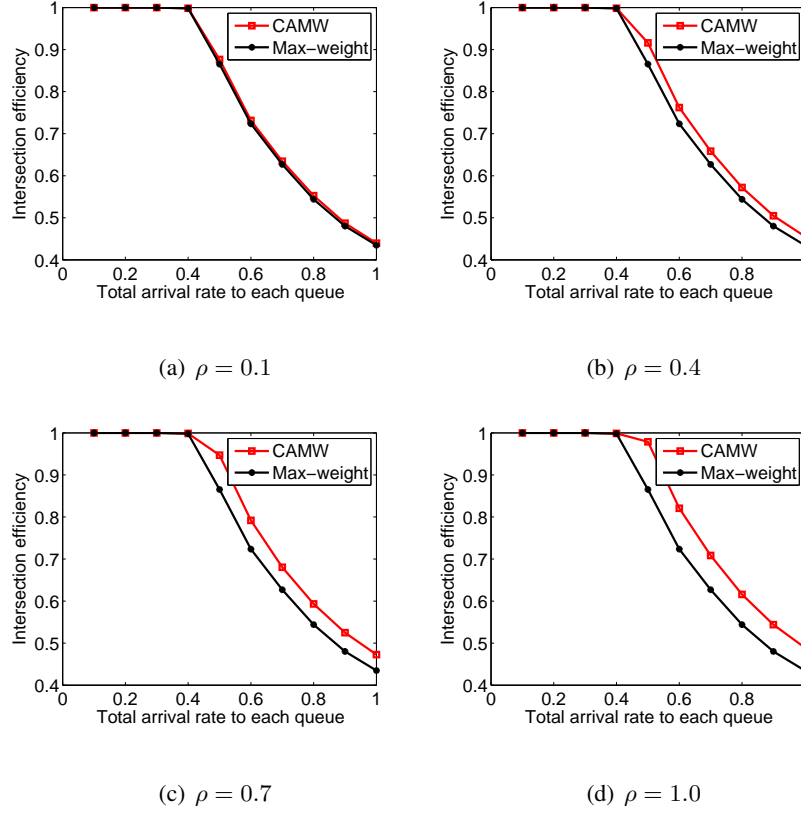 CAMW
Max-weight
Intersection efficiency
1
0.9
0.8
0.7
0.6
0.5
0.4
0 0.2 0.4 0.6 0.8 1
Total arrival rate to each queue
(a) ρ = 0.1
CAMW
Max-weight
Intersection efficiency
1
0.9
0.8
0.7
0.6
0.5
0.4
0 0.2 0.4 0.6 0.8
Total arrival rate to each queue
(b) ρ = 0.4
CAMW
Max-weight
Intersection efficiency
1
0.9
0.8
0.7
0.6
0.5
0.4
0 0.2 0.4 0.6 0.8 1
Total arrival rate to each queue
(c) ρ = 0.7
CAMW
Max-weight
Intersection efficiency
1
0.9
0.8
0.7
0.6
0.5
0.4
0 0.2 0.4 0.6 0.8
Total arrival rate to each queue
(d) ρ = 1.0